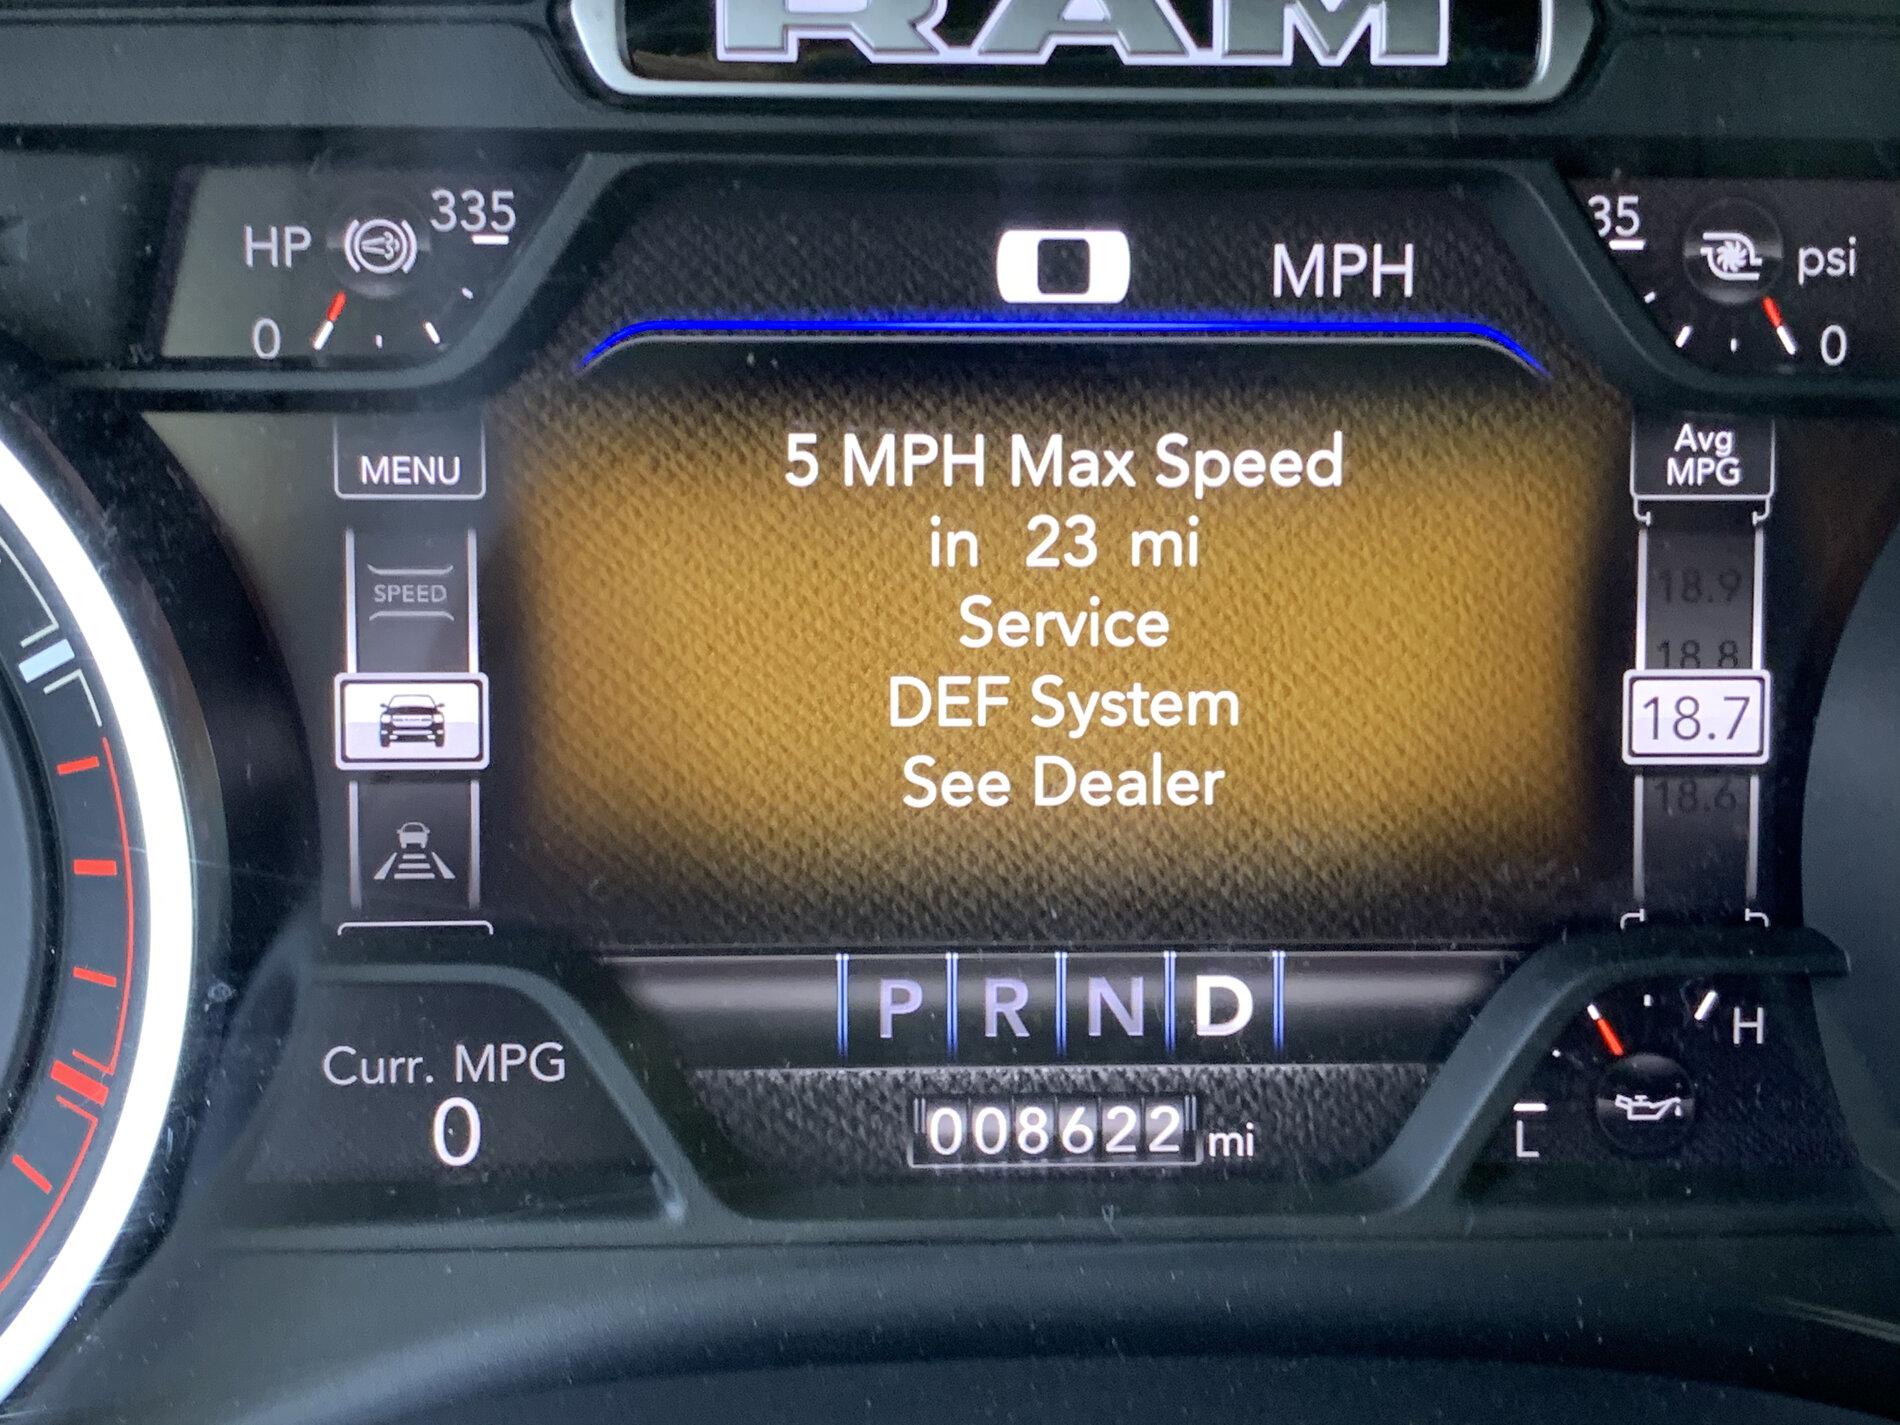 RAM
HP
335
0
0 MPH
35
psi
0
MENU
SPEED
5 MPH Max Speed
in 23 mi
Service
DEF System
See Dealer
Avg
MPG
18.9
18.8
18.7
18.6
P R N D
Curr. MPG
0
008622 mi
H
L